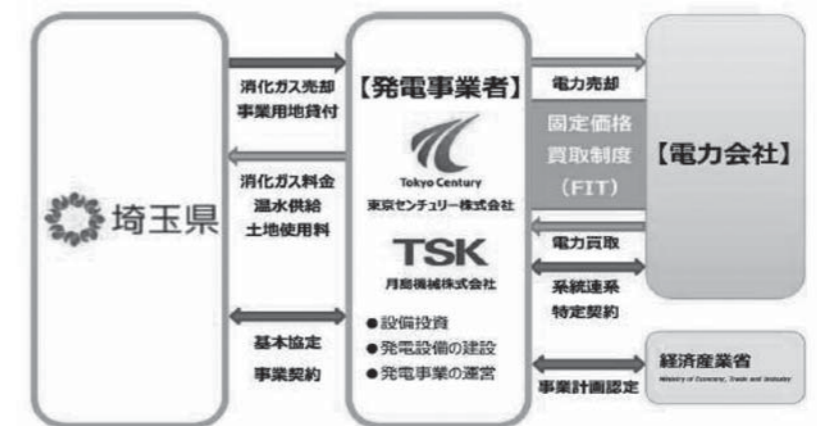 埼玉県
消化ガス売却
事業用地貸付
消化ガス料金
温水供給
土地使用料
基本協定
事業契約
【発電事業者】
Tokyo Century
東京センチュリー株式会社
TSK
月島機械株式会社
●設備投資
●発電設備の建設
●発電事業の運営
電力売却
固定価格
買取制度
(FIT)
電力買取
系統連系
特定契約
事業計画認定
【電力会社】
経済産業省
Ministry of Economy, Trade and Industry